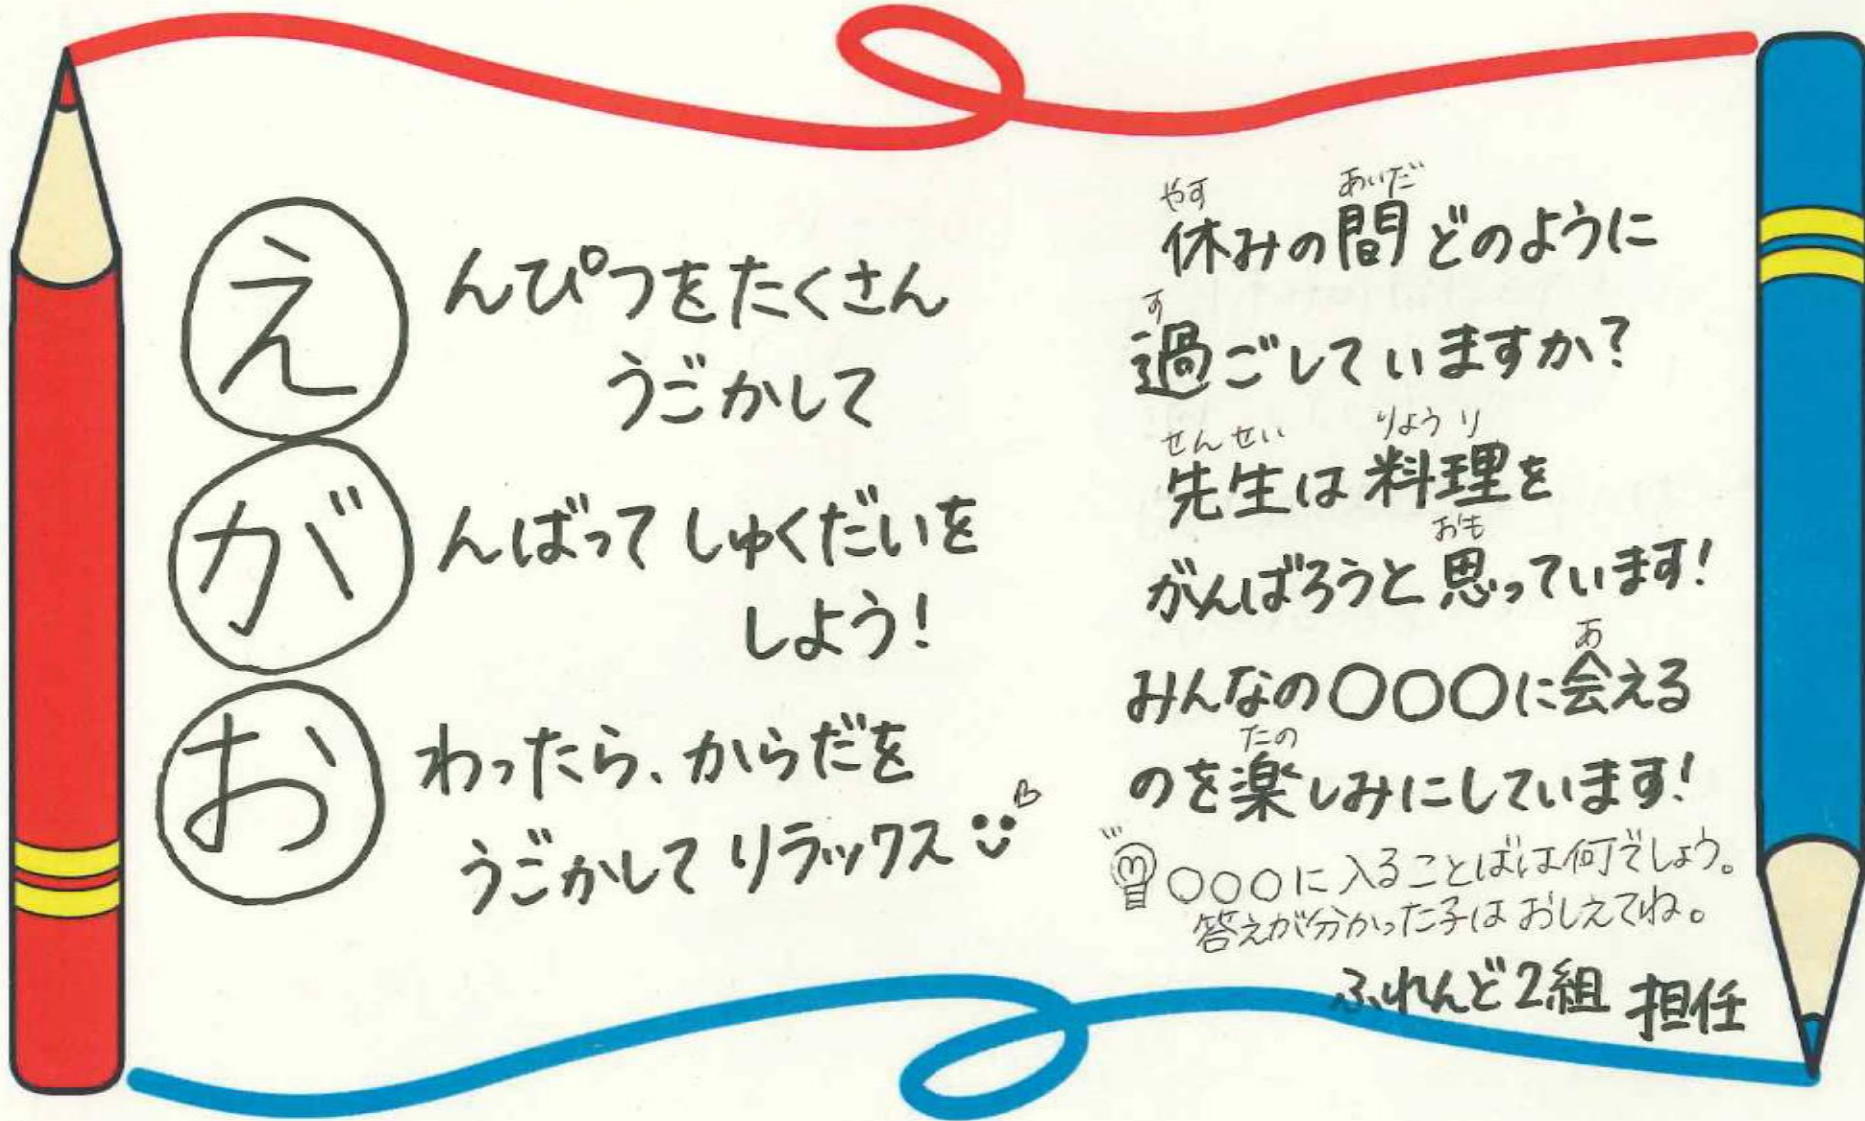 えんぴつをたくさん
うごかして
がんばってしゅくだいを
しよう!
おわったら、からだを
うごかしてリラックス
やす あいだ
休みの間どのように
す
過ごしていますか?
せんせい りょうり
先生は料理を
おも
がんばろうと思っています!
あ
みんなの〇〇〇に会える
たの
のを楽しみにしています!
〇〇〇に入ることばは何でしょう。
答えが分かった子はおしえてね。
ふれんど2組 担任